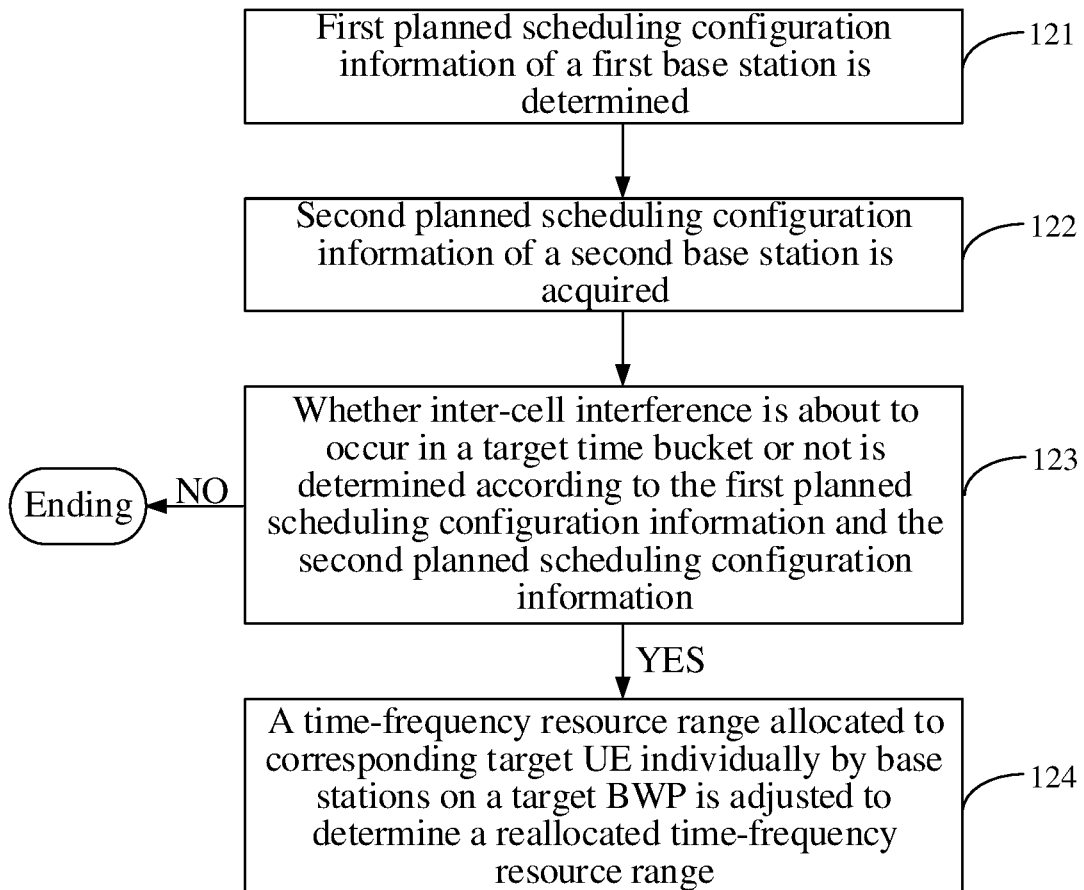 First planned scheduling configuration
information of a first base station is
determined
121
Second planned scheduling configuration
information of a second base station is
acquired
122
Whether inter-cell interference is about to
occur in a target time bucket or not is
determined according to the first planned
scheduling configuration information and the
second planned scheduling configuration
information
123
NO
Ending
YES
A time-frequency resource range allocated to
corresponding target UE individually by base
stations on a target BWP is adjusted to
determine a reallocated time-frequency
resource range
124